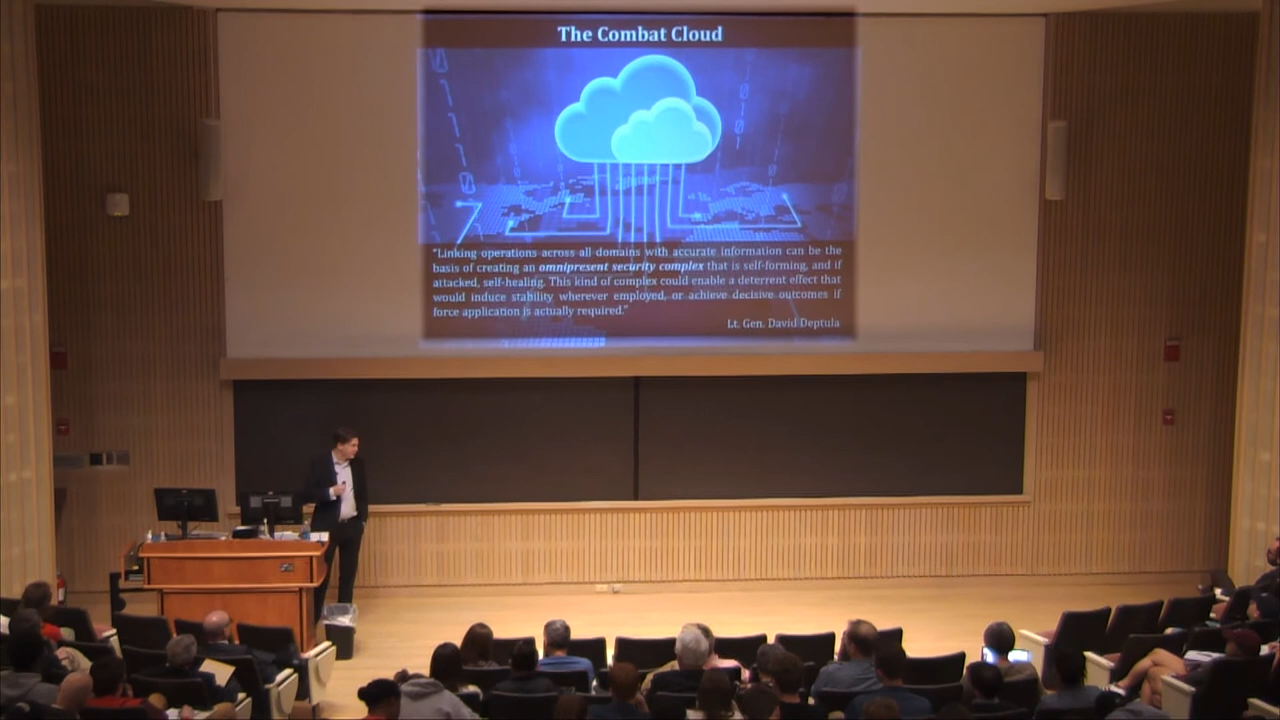 The Combat Cloud
"Linking operations across all domains with accurate information can be the
basis of creating an omnipresent security complex that is self-forming, and if
attacked, self-healing. This kind of complex could enable a deterrent effect that
would induce stability wherever employed, or achieve decisive outcomes if
force application is actually required."
Lt. Gen. David Deptula